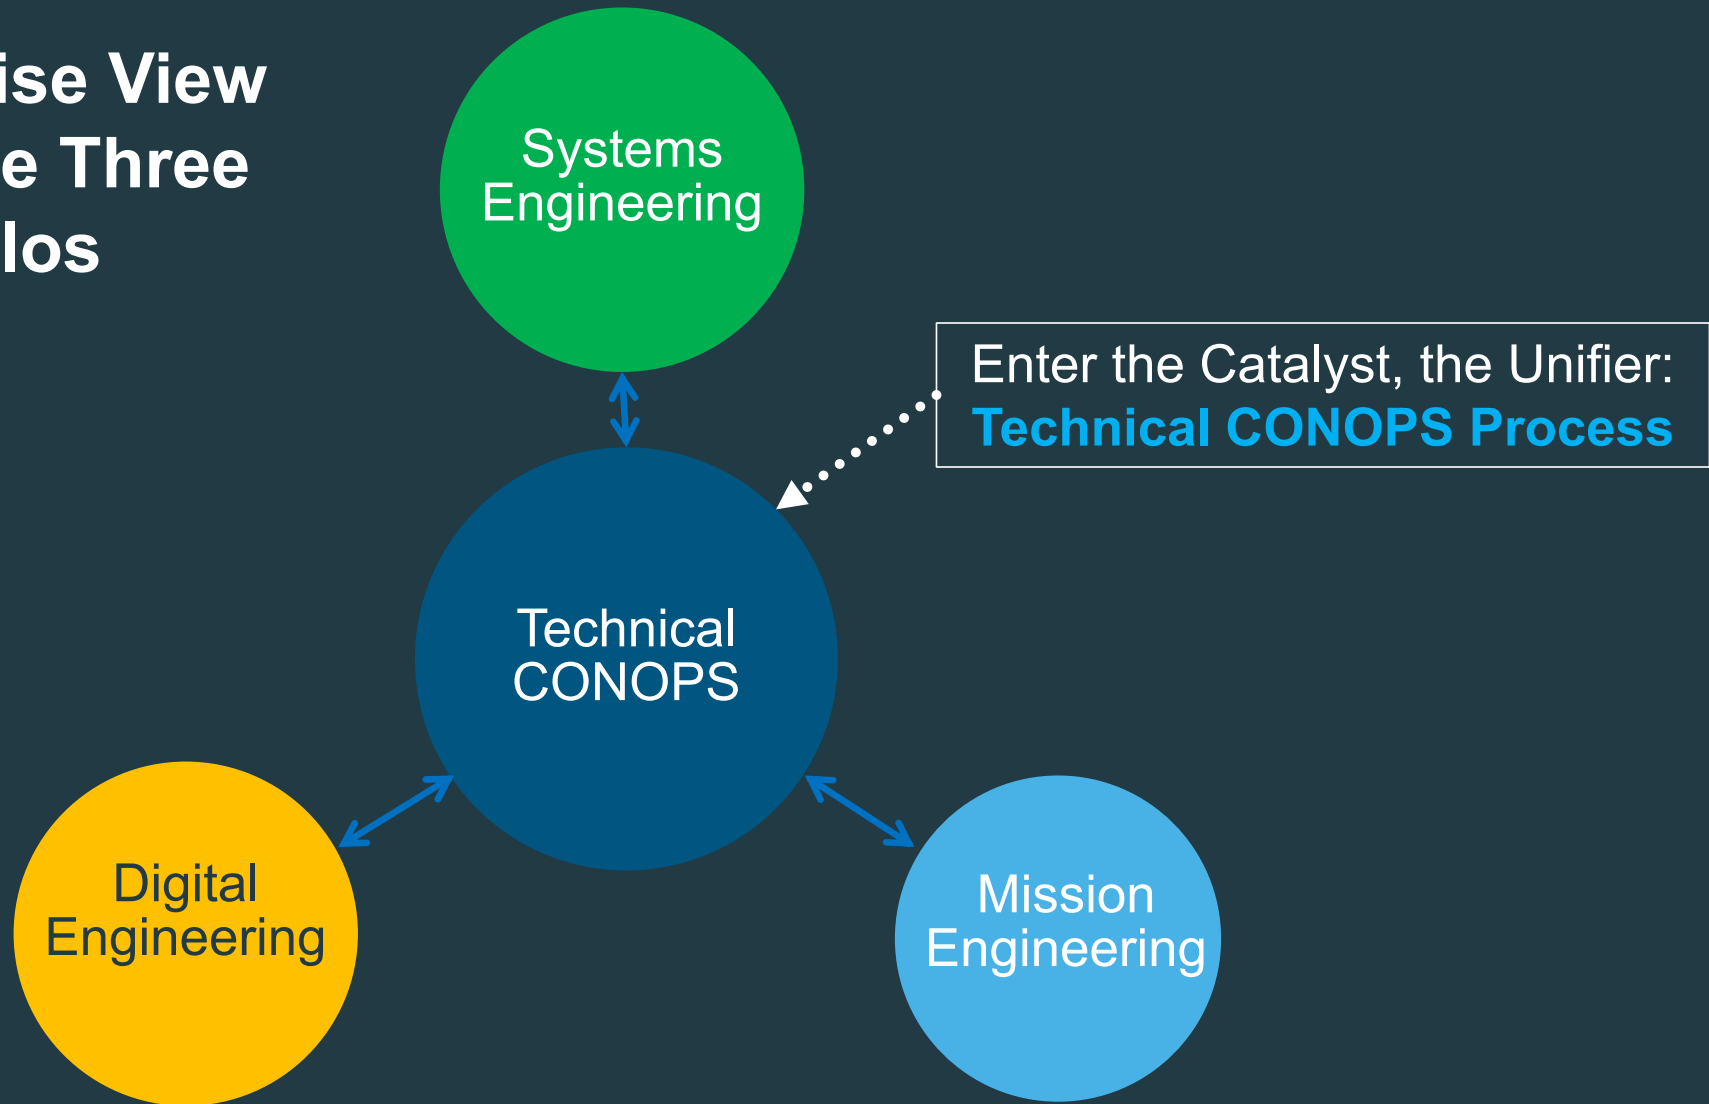 ise View
e Three
los
Systems
Engineering
Enter the Catalyst, the Unifier:
Technical CONOPS Process
Technical
CONOPS
Digital
Engineering
Mission
Engineering